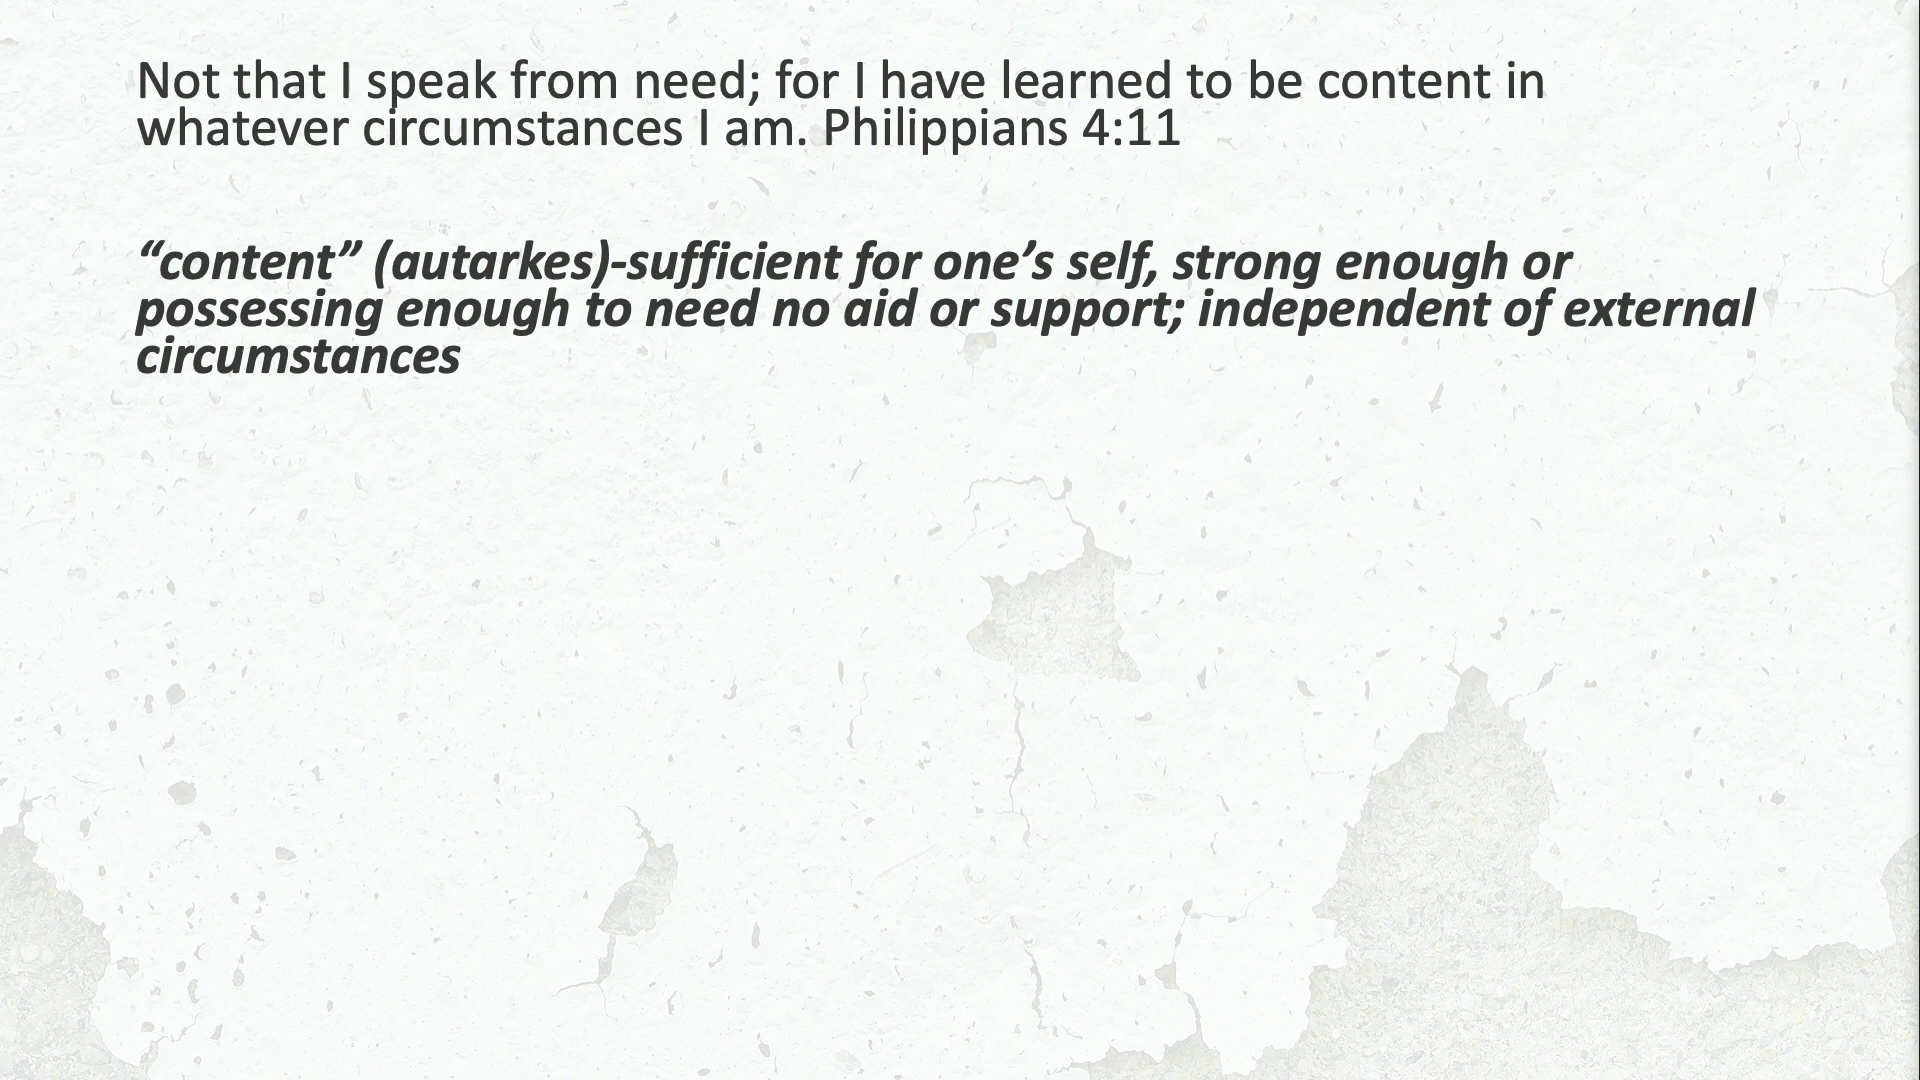 Not that I speak from need; for I have learned to be content in
whatever circumstances I am. Philippians 4:11
“content” (autarkes)-sufficient for one’s self, strong enough or
possessing enough to need no aid or support; independent of external
circumstances